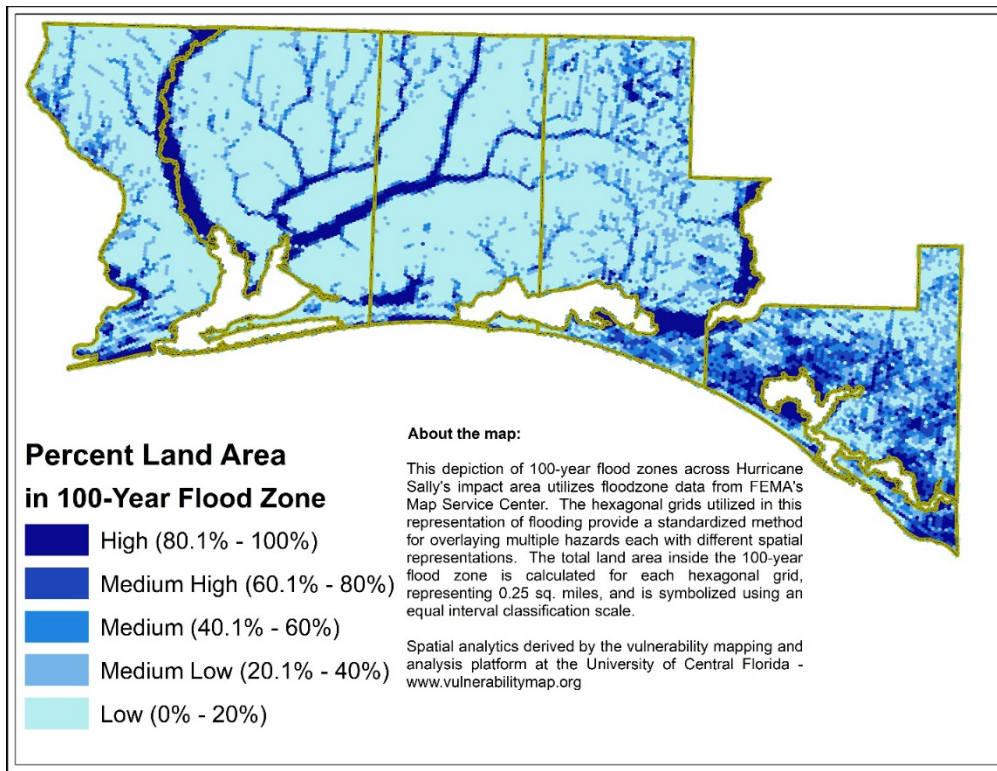 Percent Land Area
in 100-Year Flood Zone
High (80.1% - 100%)
Medium High (60.1% - 80%)
Medium (40.1% - 60%)
Medium Low (20.1% - 40%)
Low (0% - 20%)
About the map:
This depiction of 100-year flood zones across Hurricane
Sally's impact area utilizes floodzone data from FEMA's
Map Service Center. The hexagonal grids utilized in this
representation of flooding provide a standardized method
for overlaying multiple hazards each with different spatial
representations. The total land area inside the 100-year
flood zone is calculated for each hexagonal grid,
representing 0.25 sq. miles, and is symbolized using an
equal interval classification scale.
Spatial analytics derived by the vulnerability mapping and
analysis platform at the University of Central Florida -
www.vulnerabilitymap.org